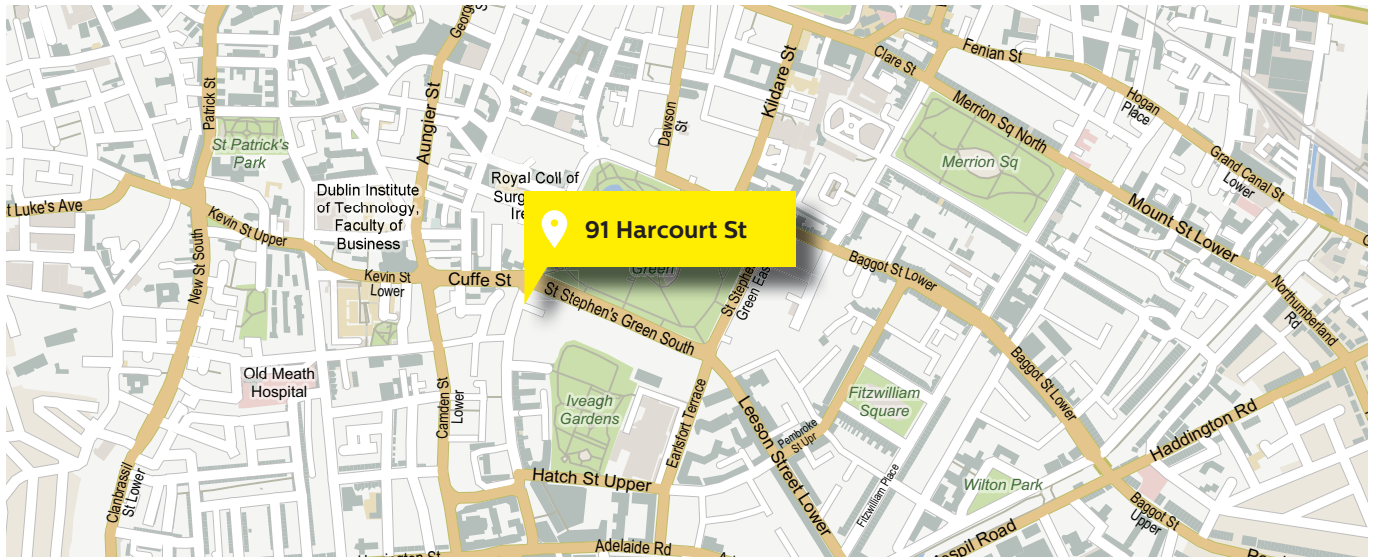 Fenian St
Clare St
Kildare St
Patrick St
Aungier St
Dawson
St
Hogan
Place
Merrion Sq North
St Patrick's
Park
Merrion Sq
Grand Canal St
Lower
Royal Coll of
Dublin Institute
of Technology,
Faculty of
Business
t Luke's Ave
Kevin St Upper
91 Harcourt St
Mount St Lower
New St South
Kevin St
Lower
Cuffe St
Green
Baggot St Lower
St Stephen's Green South
Northumberland
Rd
Old Meath
Hospital
Iveagh
Gardens
Camden St
Lower
Earlsfort Terrace
Leeson Street Lower
Fitzwilliam
Square
Pembroke
St Upr
Baggot St Lower
Haddington Rd
Clanbrassil
St Lower
Hatch St Upper
Fitzwilliam Place
Wilton Park
Baggot St
Upper
Adelaide Rd